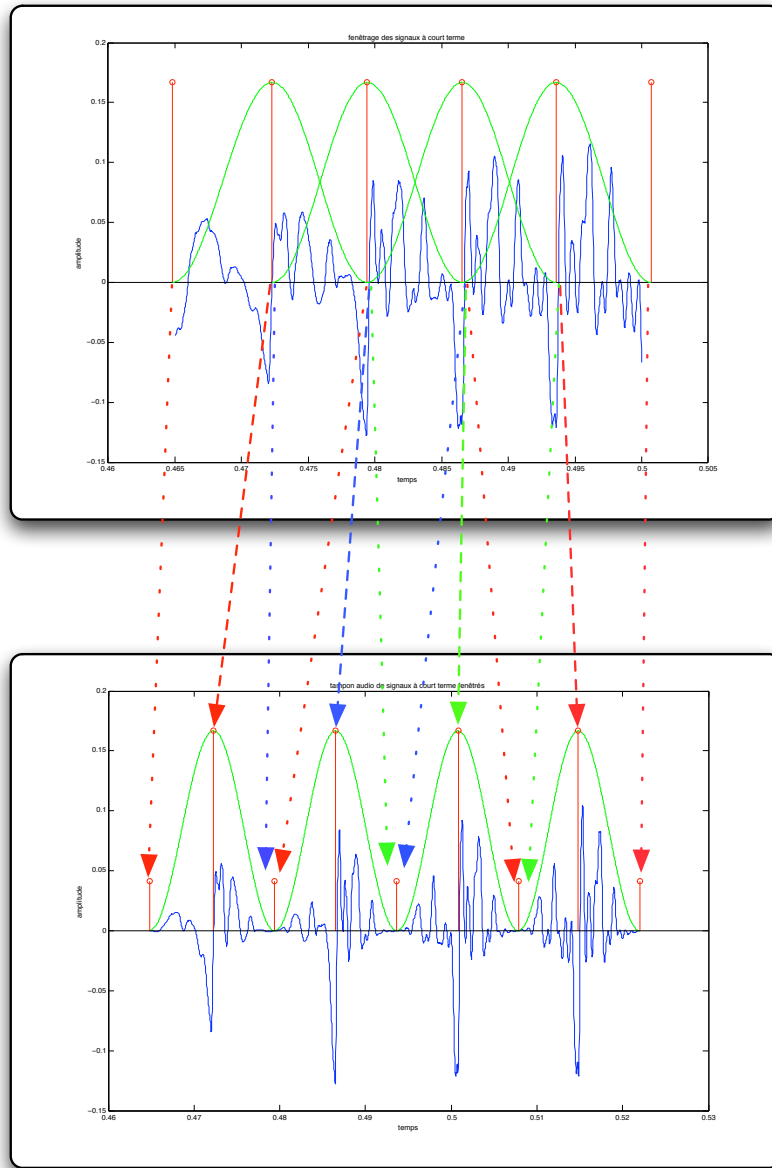 fenêtrage des signaux à court terme
0.2
0.15
0.1
0.05
0
−0.05
−0.1
−0.15
amplitude
0.46 0.465 0.47 0.475 0.48 0.485 0.49 0.495 0.5 0.505
temps
tampon audio de signaux à court terme fenêtrés
0.2
0.15
0.1
0.05
0
−0.05
−0.1
−0.15
amplitude
0.46 0.47 0.48 0.49 0.5 0.51 0.52 0.53
temps